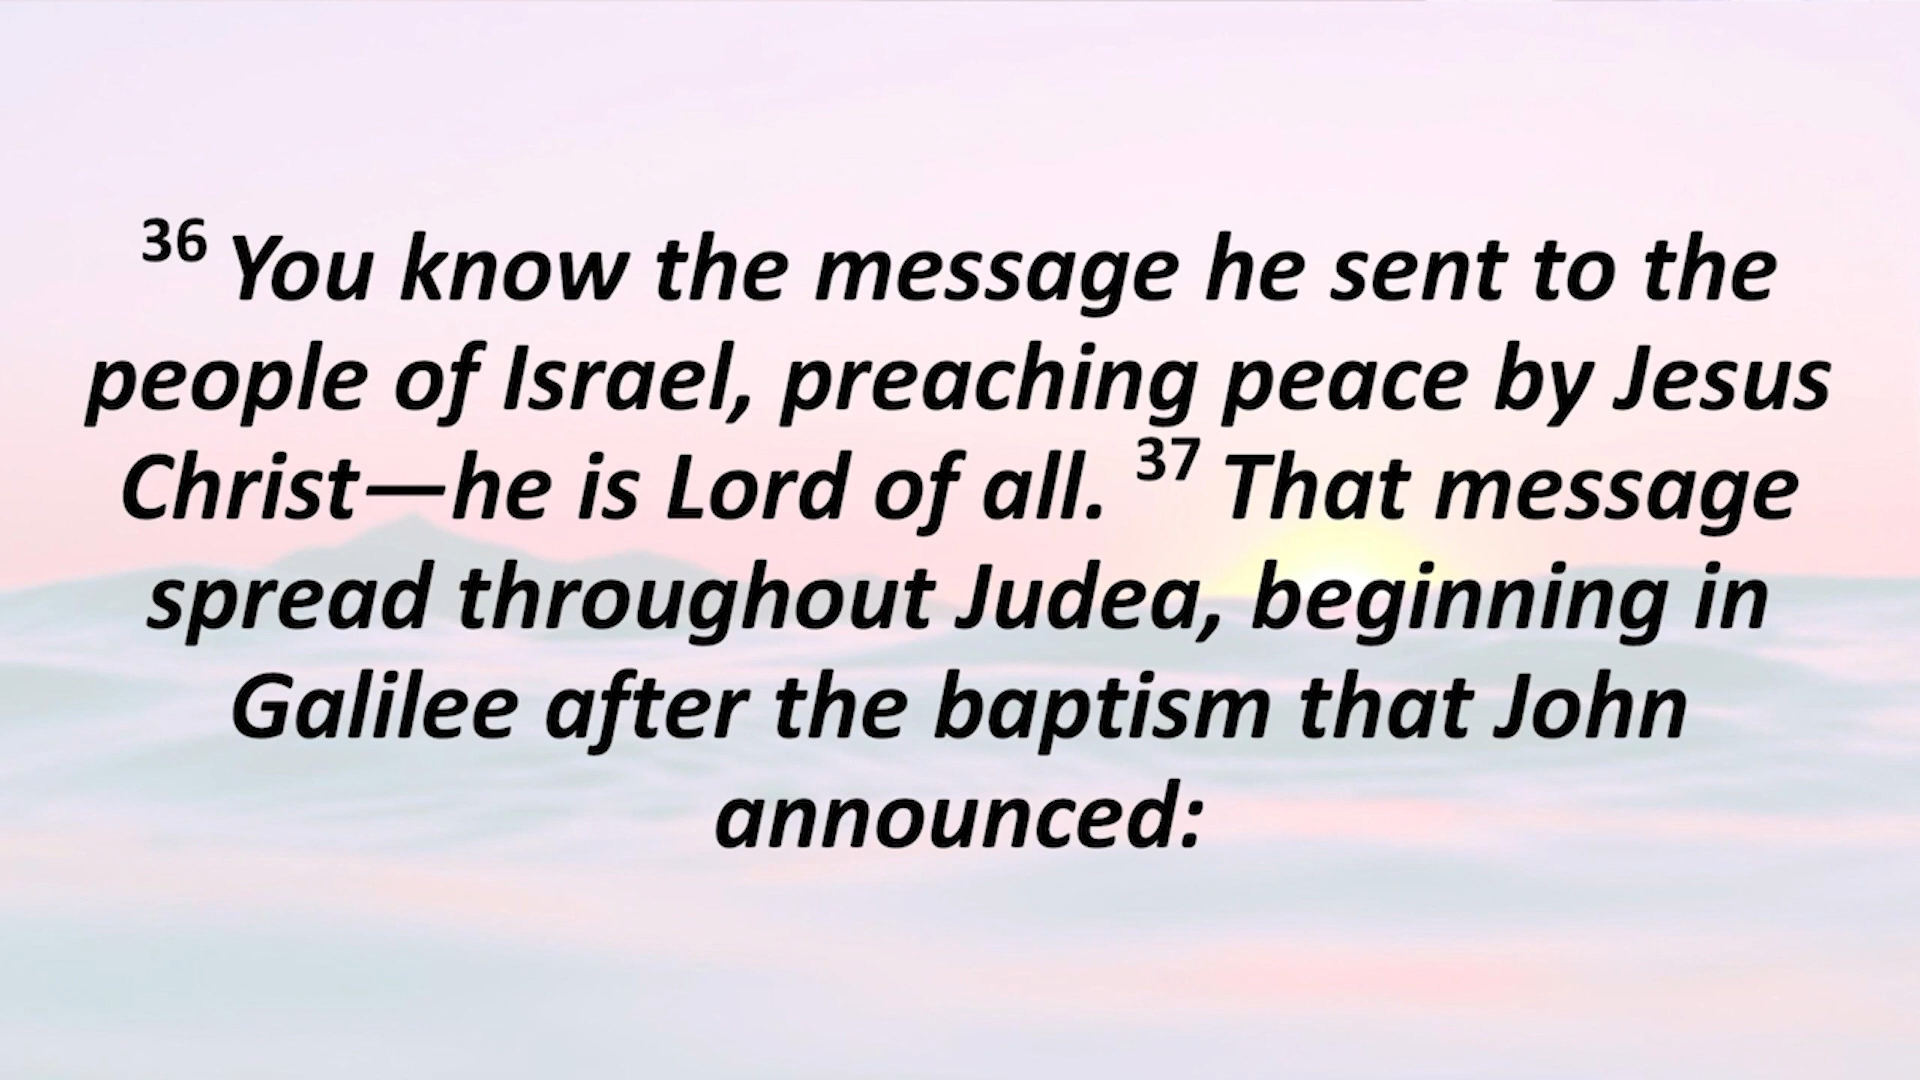 36 You know the message he sent to the
people of Israel, preaching peace by Jesus
Christ—he is Lord of all. 37 That message
spread throughout Judea, beginning in
Galilee after the baptism that John
announced: